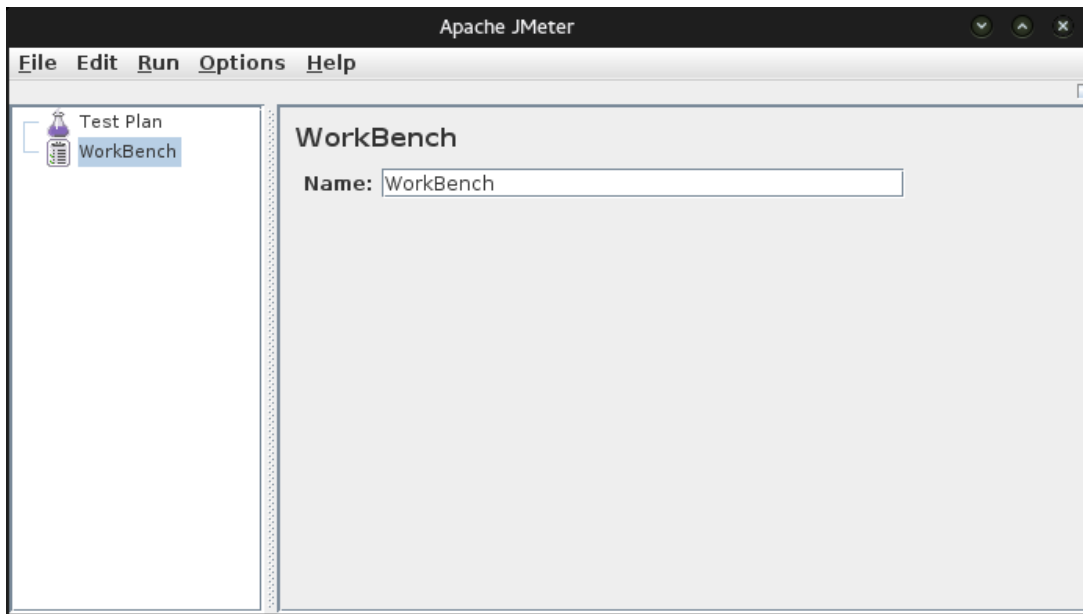 Apache JMeter
File Edit Run Options Help
Test Plan
WorkBench
WorkBench
Name: WorkBench